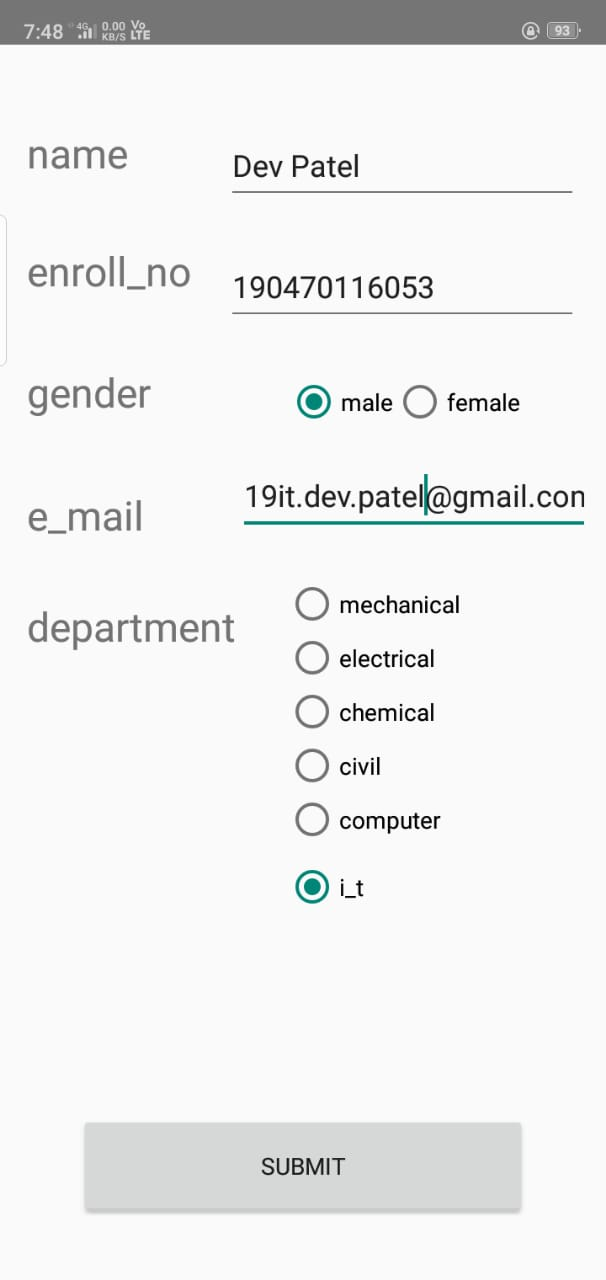 7:48 4G 0.00 KB/S Vo LTE 93
name Dev Patel
enroll_no 190470116053
gender male female
e_mail 19it.dev.patel@gmail.con
department mechanical
electrical
chemical
civil
computer
i_t
SUBMIT